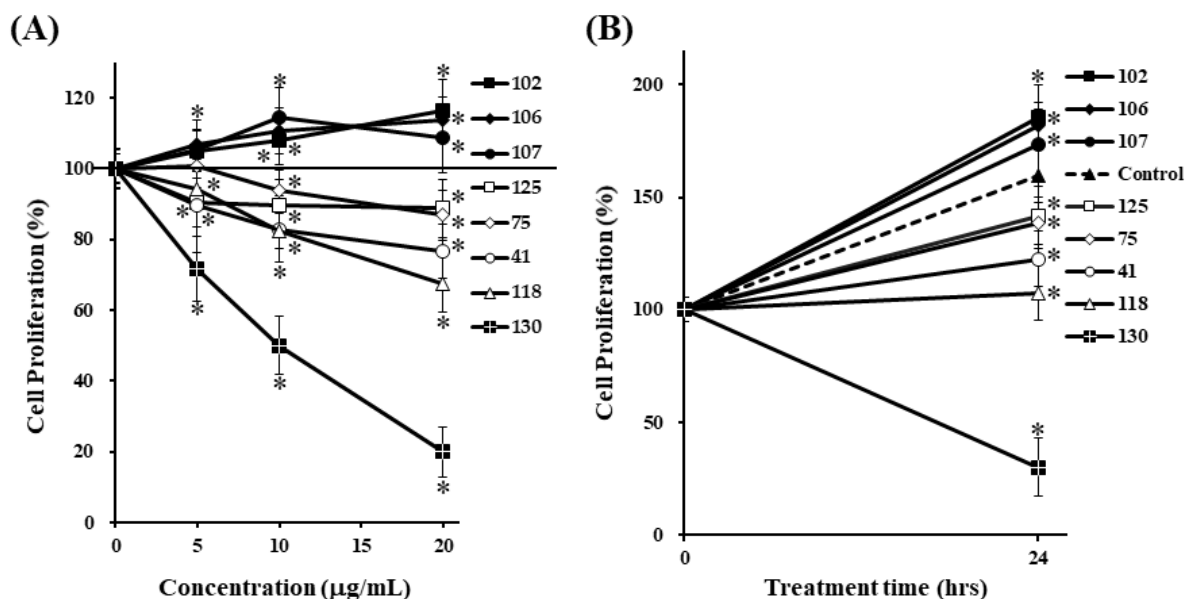 (A)
Cell Proliferation (%)
120
100
80
60
40
20
0
0 5 10 20
Concentration (µg/mL)
* * * * * * * * * * * * * * * * * * * * *
102
106
107
125
75
41
118
130
(B)
Cell Proliferation (%)
200
150
100
50
0
0 24
Treatment time (hrs)
* * * * * * * *
102
106
107
Control
125
75
41
118
130